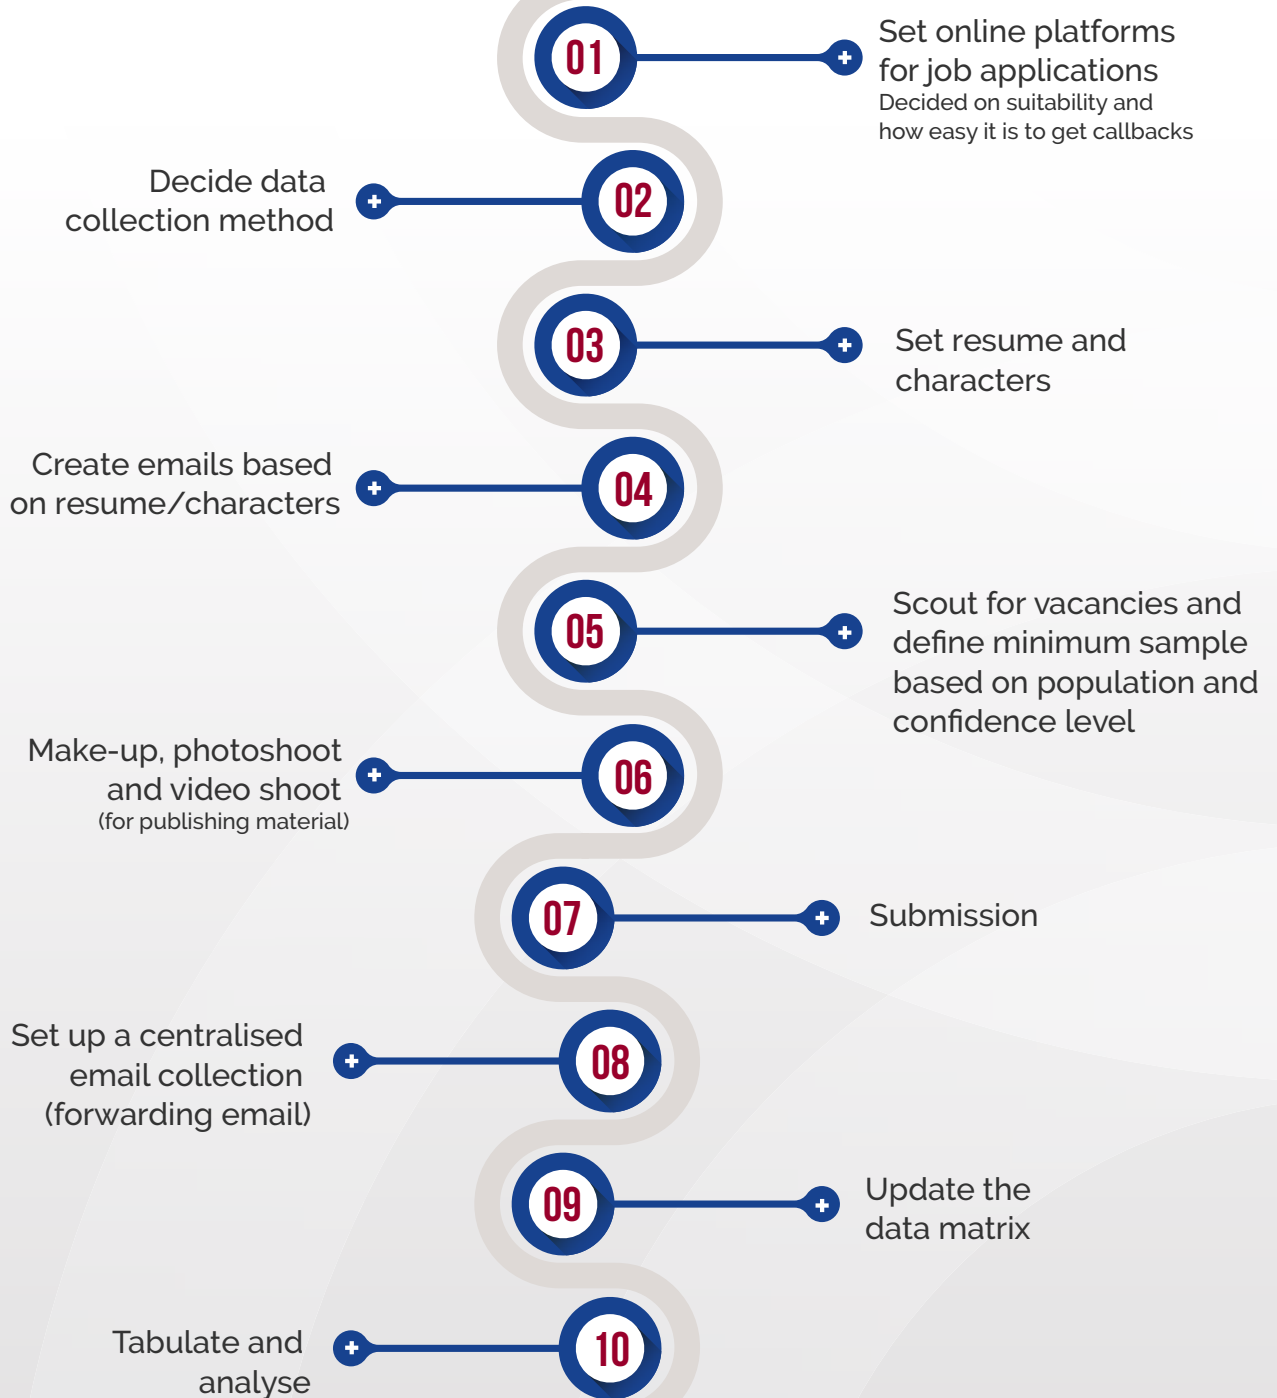 01
Set online platforms
for job applications
Decided on suitability and
how easy it is to get callbacks
Decide data
collection method
02
03
Set resume and
characters
Create emails based
on resume/characters
04
05
Scout for vacancies and
define minimum sample
based on population and
confidence level
Make-up, photoshoot
and video shoot
(for publishing material)
06
07
Submission
Set up a centralised
email collection
(forwarding email)
08
09
Update the
data matrix
Tabulate and
analyse
10